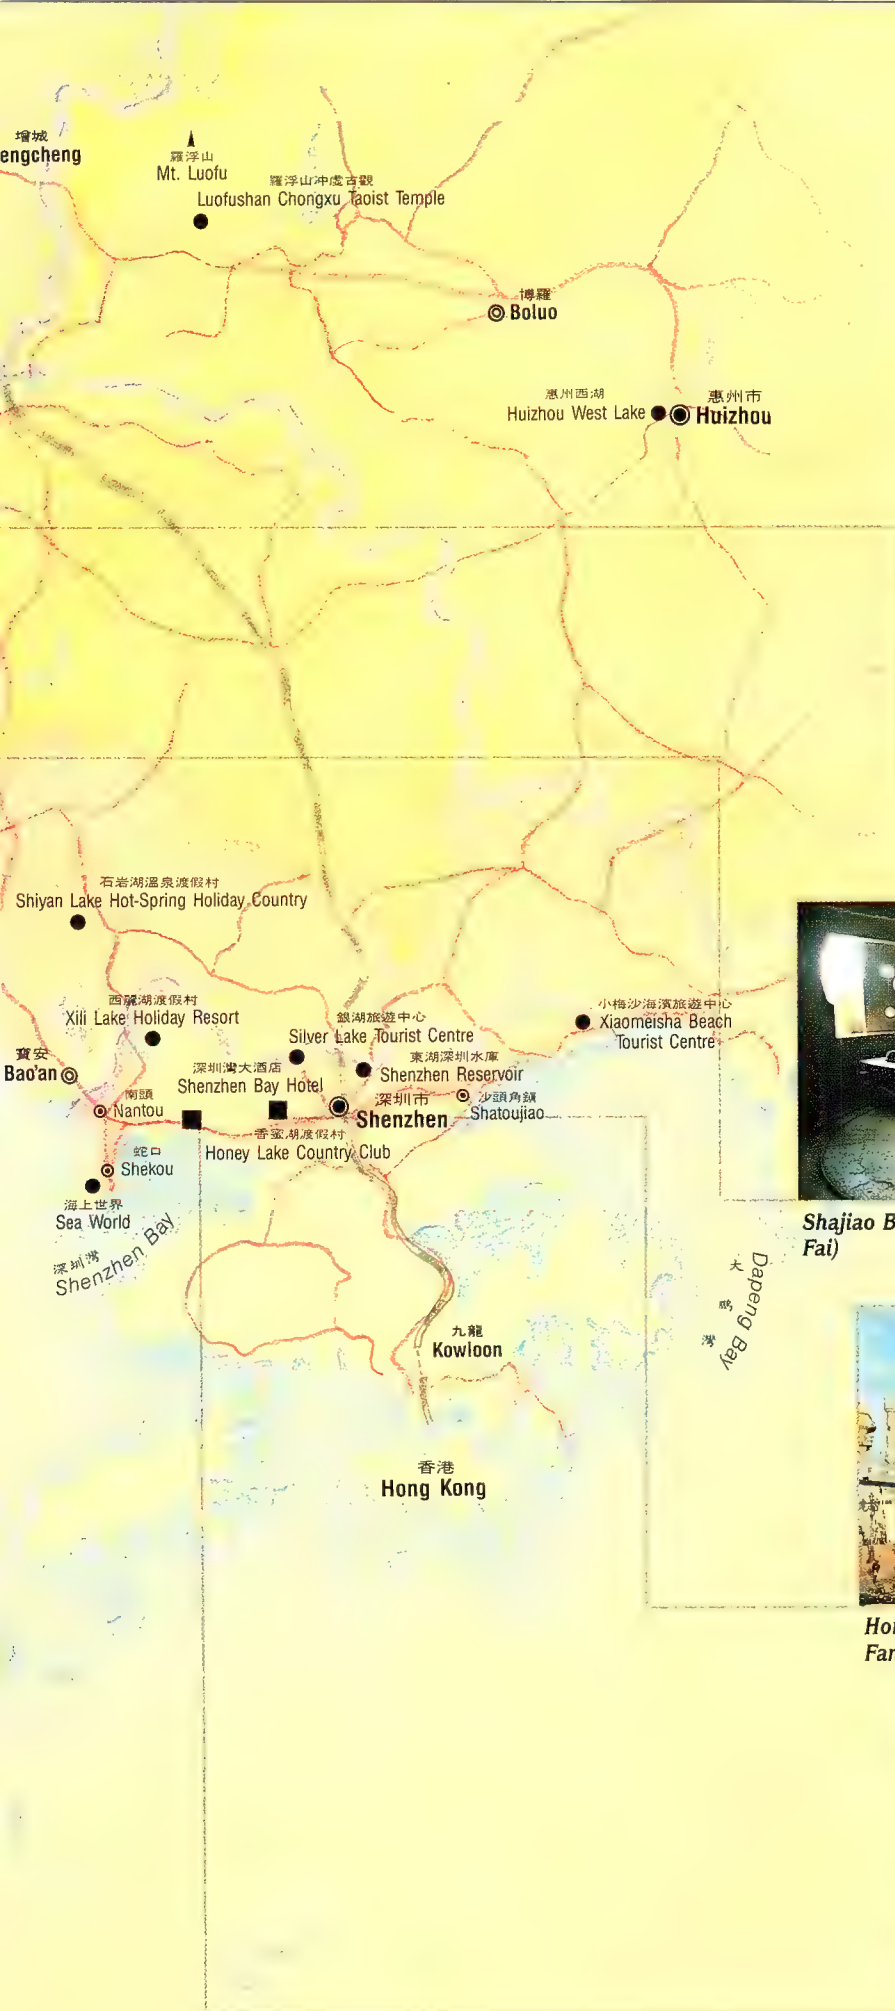 增城
engcheng
羅浮山
Mt. Luofu
羅浮山冲虛古觀
Luofushan Chongxu Taoist Temple
博羅
Boluo
惠州西湖
Huizhou West Lake
惠州市
Huizhou
石岩湖溫泉渡假村
Shiyan Lake Hot-Spring Holiday Country
西麗湖渡假村
Xili Lake Holiday Resort
銀湖旅遊中心
Silver Lake Tourist Centre
小梅沙海濱旅遊中心
Xiaomeisha Beach
Tourist Centre
寶安
Bao'an
深圳灣大酒店
Shenzhen Bay Hotel
東湖深圳水庫
Shenzhen Reservoir
南頭
Nantou
深圳市
Shenzhen
沙頭角鎮
Shatoujiao
香蜜湖渡假村
Honey Lake Country Club
蛇口
Shekou
海上世界
Sea World
深圳灣
Shenzhen Bay
Shajiao B
Fai)
大鵬灣
Dapeng Bay
九龍
Kowloon
香港
Hong Kong
Ho
Far